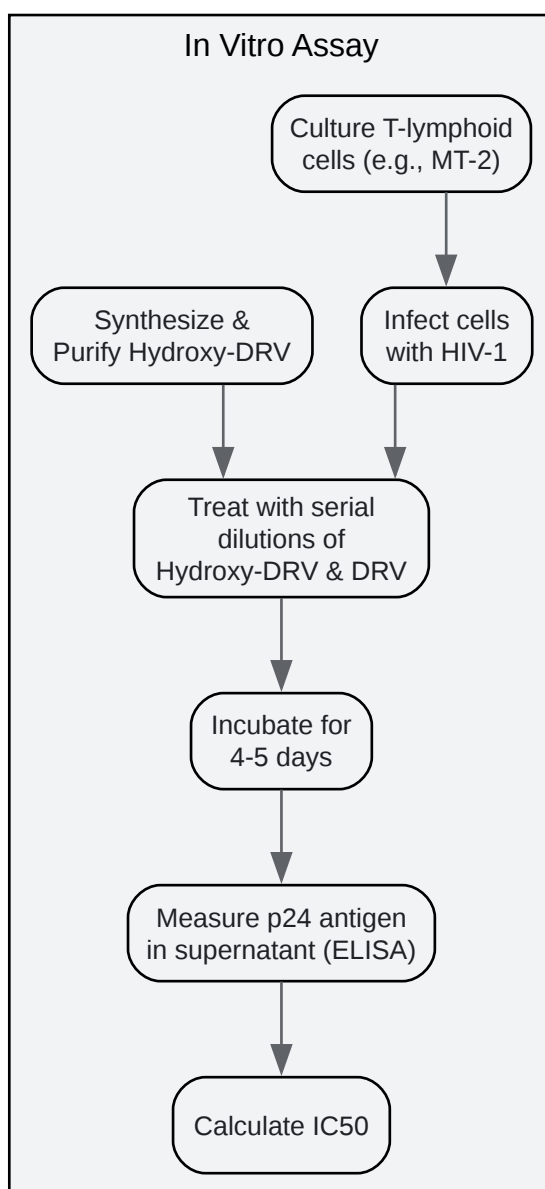 In Vitro Assay
Culture T-lymphoid
cells (e.g., MT-2)
Synthesize &
Purify Hydroxy-DRV
Infect cells
with HIV-1
Treat with serial
dilutions of
Hydroxy-DRV & DRV
Incubate for
4-5 days
Measure p24 antigen
in supernatant (ELISA)
Calculate IC50